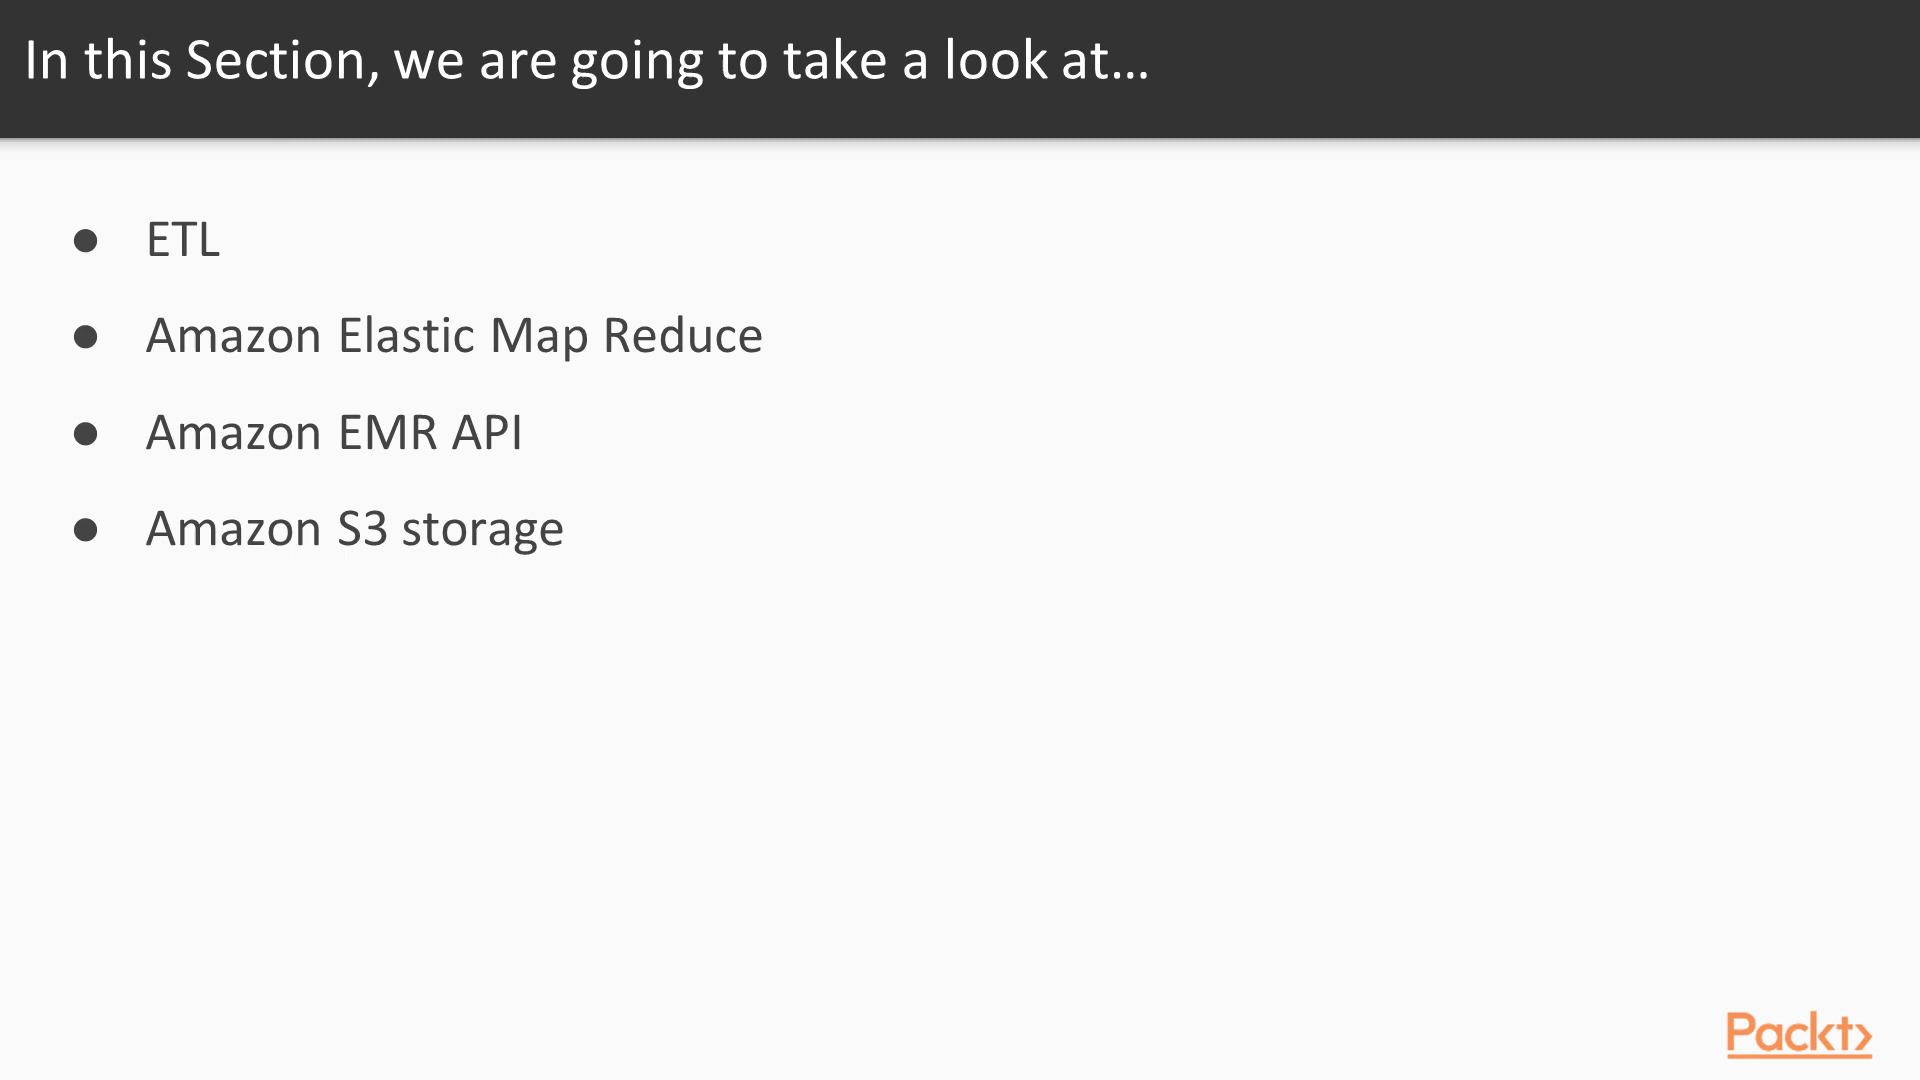 In this Section, we are going to take a look at…
● ETL
● Amazon Elastic Map Reduce
● Amazon EMR API
● Amazon S3 storage
Packt>